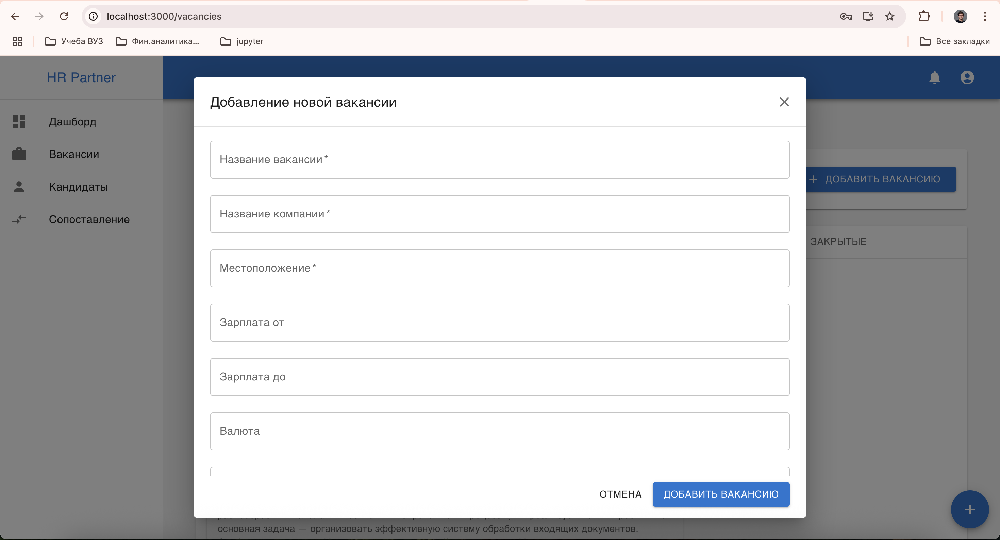 localhost:3000/vacancies
Учеба ВУЗ
Фин.аналитика...
jupyter
Все закладки
HR Partner
Дашборд
Вакансии
Кандидаты
Сопоставление
Добавление новой вакансии
Название вакансии *
Название компании *
Местоположение *
Зарплата от
Зарплата до
Валюта
ОТМЕНА
ДОБАВИТЬ ВАКАНСИЮ
+ ДОБАВИТЬ ВАКАНСИЮ
ЗАКРЫТЫЕ
основная задача — организовать эффективную систему обработки входящих документов.